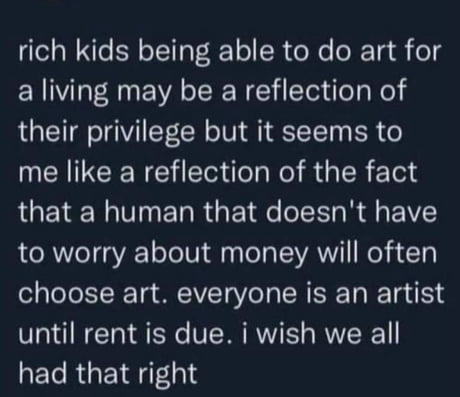 rich kids being able to do art for
a living may be a reflection of
their privilege but it seems to
me like a reflection of the fact
that a human that doesn't have
to worry about money will often
choose art. everyone is an artist
until rent is due. i wish we all
had that right